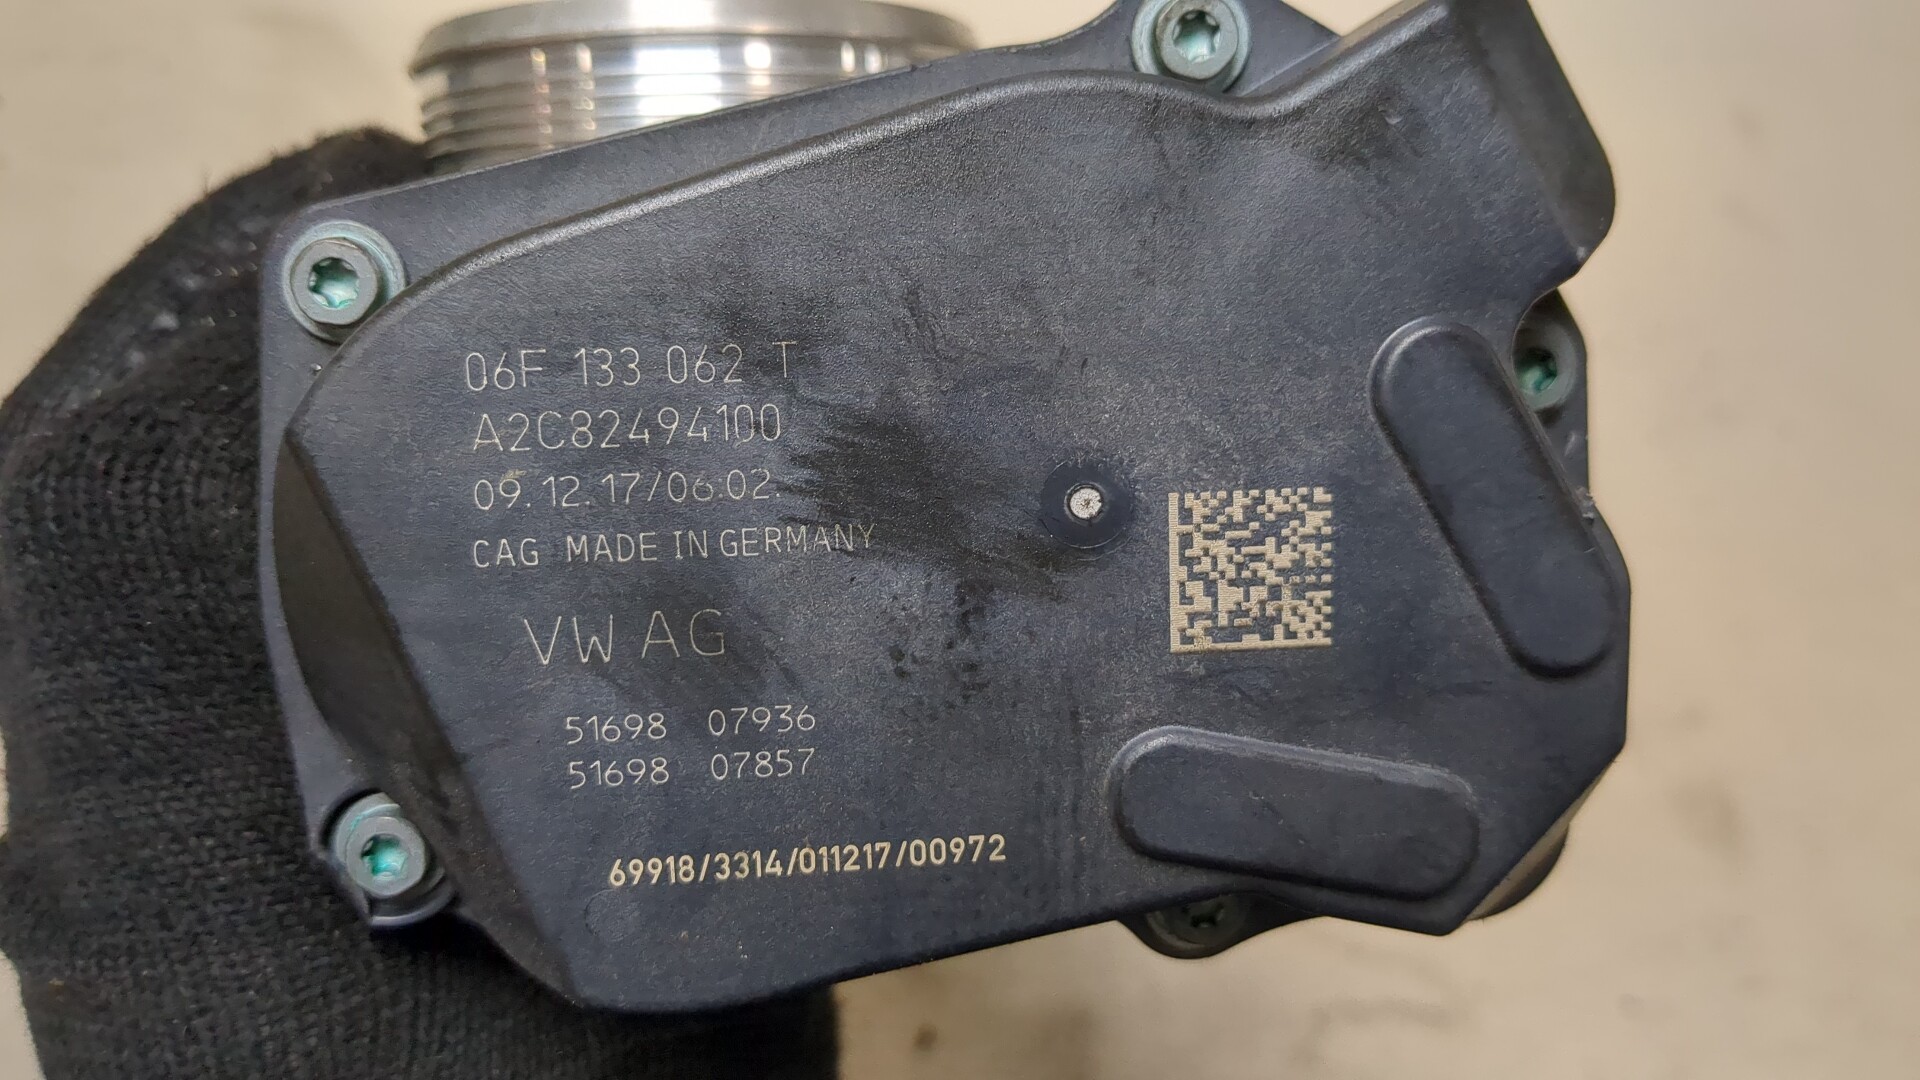 06F 133 062 T
A2C82494100
09.12.17/06:02.
CAG MADE IN GERMANY
VW AG
51698 07936
51698 07857
69918/3314/011217/00972